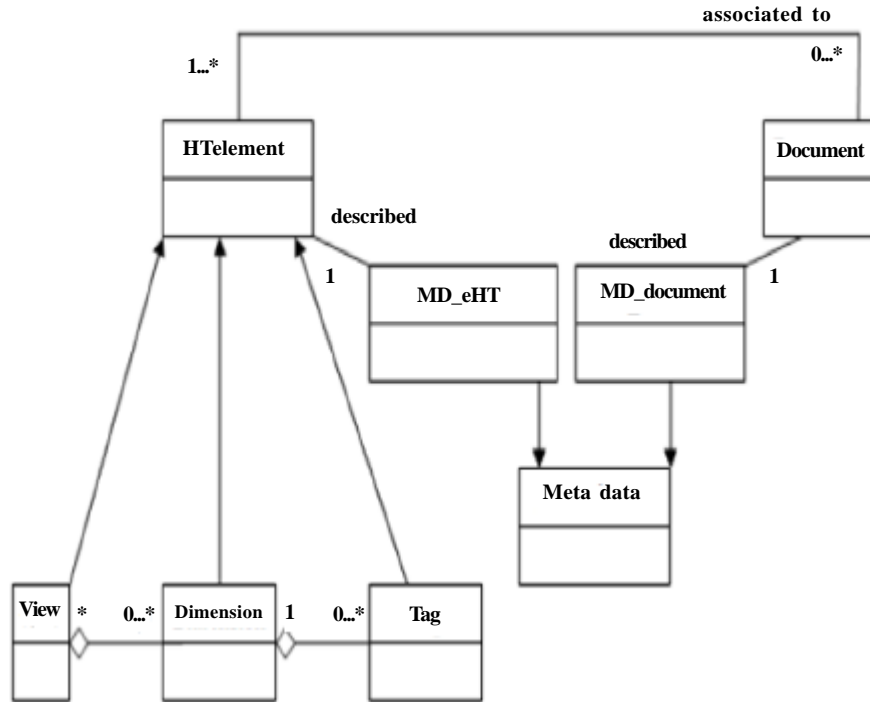 associated to
1...*
0...*
HTelement
Document
described
described
1
1
MD_eHT
MD_document
Meta data
View
*
0...*
Dimension
1
0...*
Tag